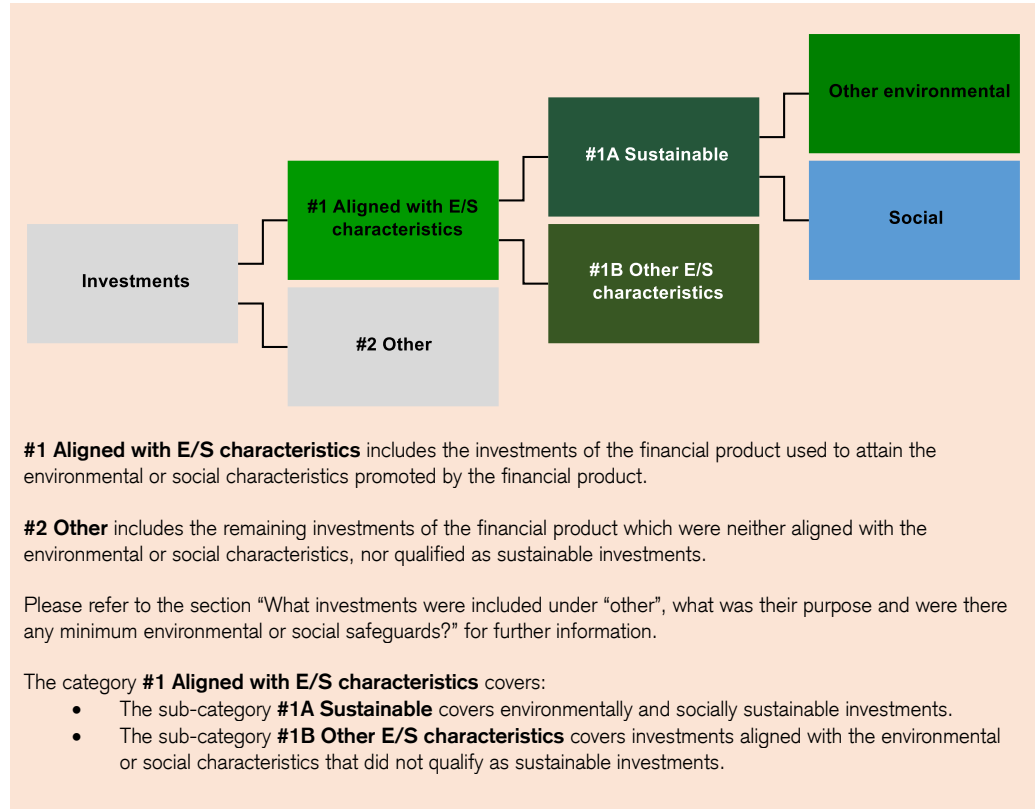 Other environmental
#1A Sustainable
#1 Aligned with E/S
characteristics
Social
#1B Other E/S
characteristics
Investments
#2 Other
#1 Aligned with E/S characteristics includes the investments of the financial product used to attain the
environmental or social characteristics promoted by the financial product.
#2 Other includes the remaining investments of the financial product which were neither aligned with the
environmental or social characteristics, nor qualified as sustainable investments.
Please refer to the section “What investments were included under “other”, what was their purpose and were there
any minimum environmental or social safeguards?” for further information.
The category #1 Aligned with E/S characteristics covers:
• The sub-category #1A Sustainable covers environmentally and socially sustainable investments.
• The sub-category #1B Other E/S characteristics covers investments aligned with the environmental
or social characteristics that did not qualify as sustainable investments.